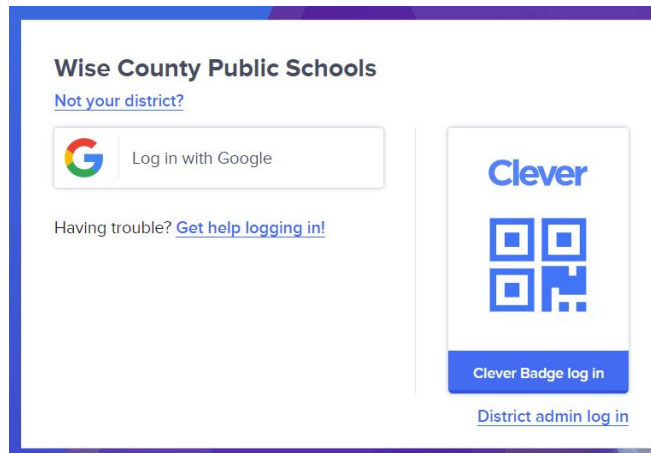 Wise County Public Schools
Not your district?
Log in with Google
Having trouble? Get help logging in!
Clever
Clever Badge log in
District admin log in